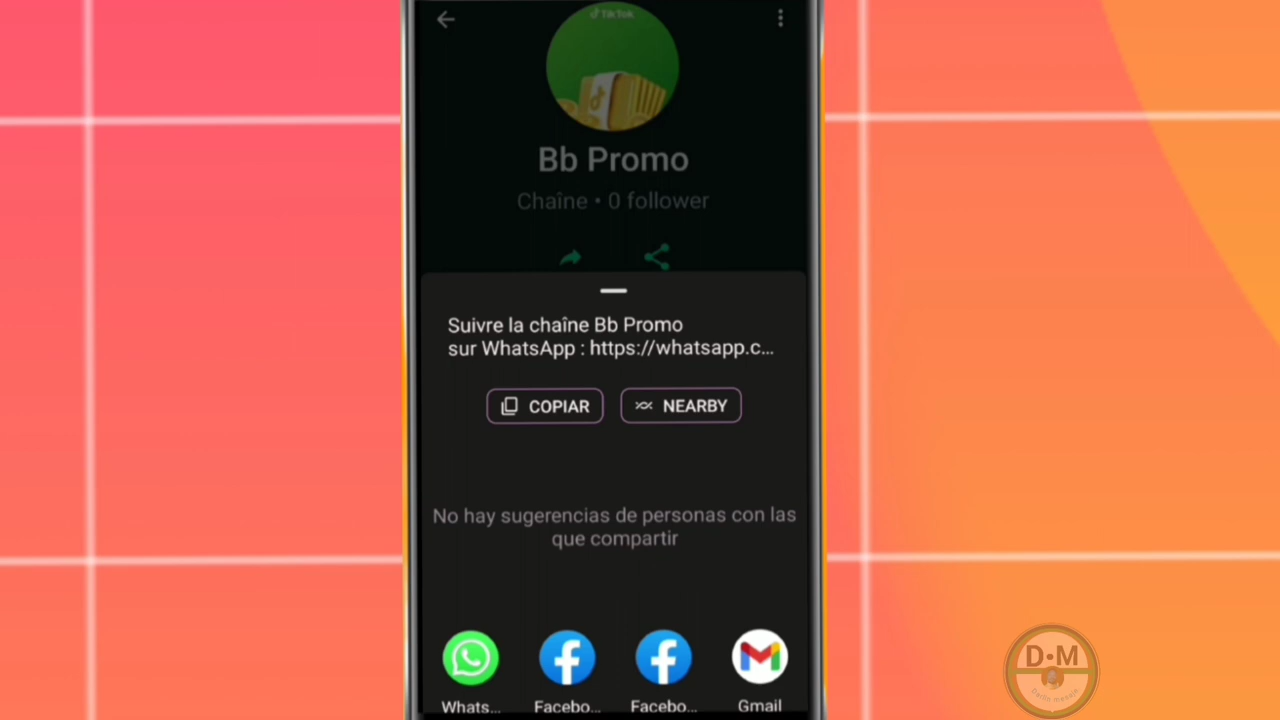 TikTok
Bb Promo
Chaîne • 0 follower
Suivre la chaîne Bb Promo
sur WhatsApp : https://whatsapp.c...
COPIAR
NEARBY
No hay sugerencias de personas con las
que compartir
Whats...
Facebo...
Facebo...
Gmail
D•M